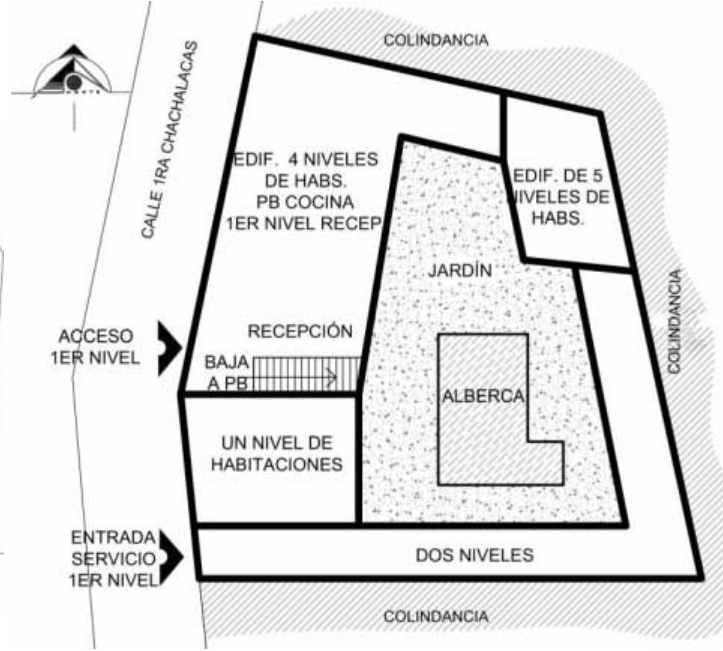 COLINDANCIA
CALLE 1RA CHACHALACAS
EDIF. 4 NIVELES
DE HABS.
PB COCINA
1ER NIVEL RECEP
EDIF. DE 5
NIVELES DE
HABS.
JARDÍN
COLINDANCIA
ACCESO
1ER NIVEL
RECEPCIÓN
BAJA
A PB
ALBERCA
UN NIVEL DE
HABITACIONES
ENTRADA
SERVICIO
1ER NIVEL
DOS NIVELES
COLINDANCIA